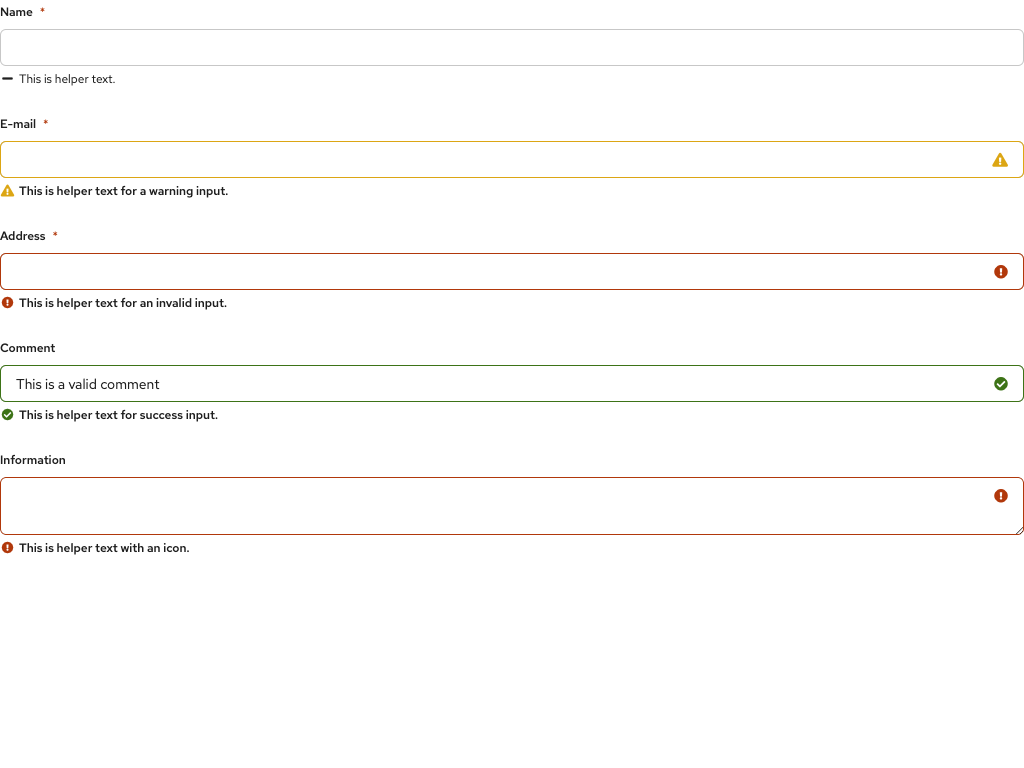 Name *
This is helper text.
E-mail *
This is helper text for a warning input.
Address *
This is helper text for an invalid input.
Comment
This is a valid comment
This is helper text for success input.
Information
This is helper text with an icon.